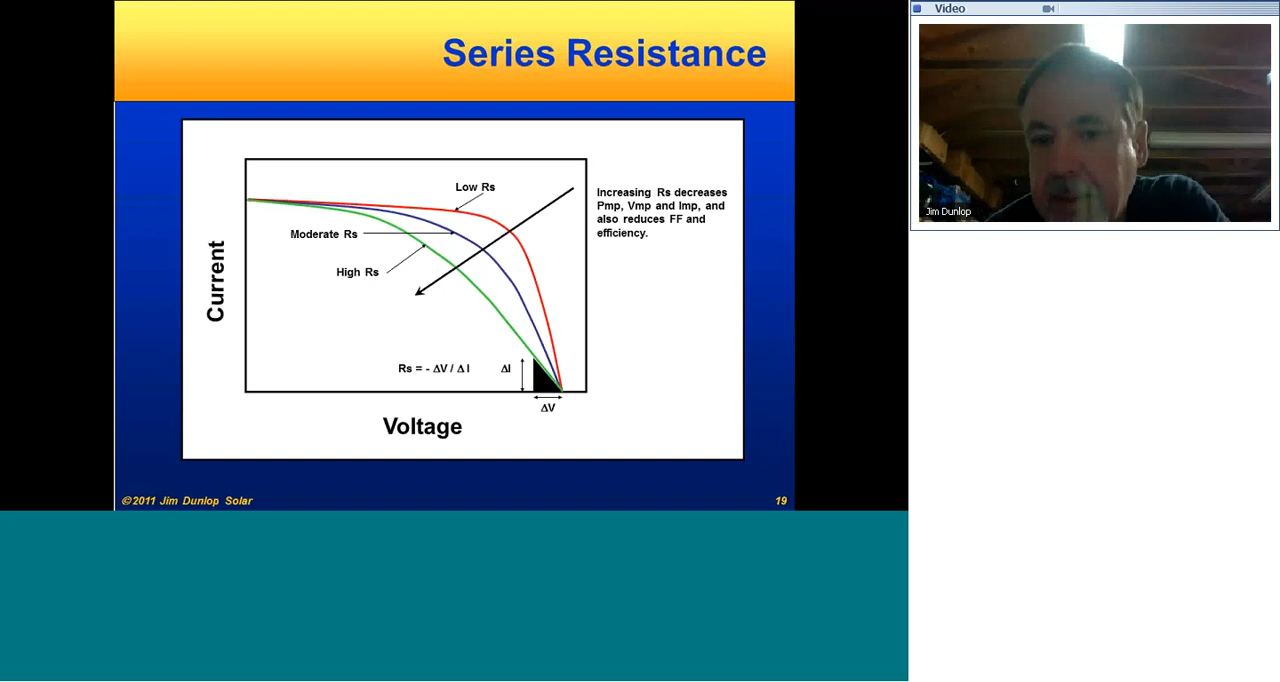 Series Resistance
Low Rs
Moderate Rs
High Rs
Increasing Rs decreases
Pmp, Vmp and Imp, and
also reduces FF and
efficiency.
Current
Rs = - ΔV / Δ I
ΔI
ΔV
Voltage
©2011 Jim Dunlop Solar
19
Video
Jim Dunlop